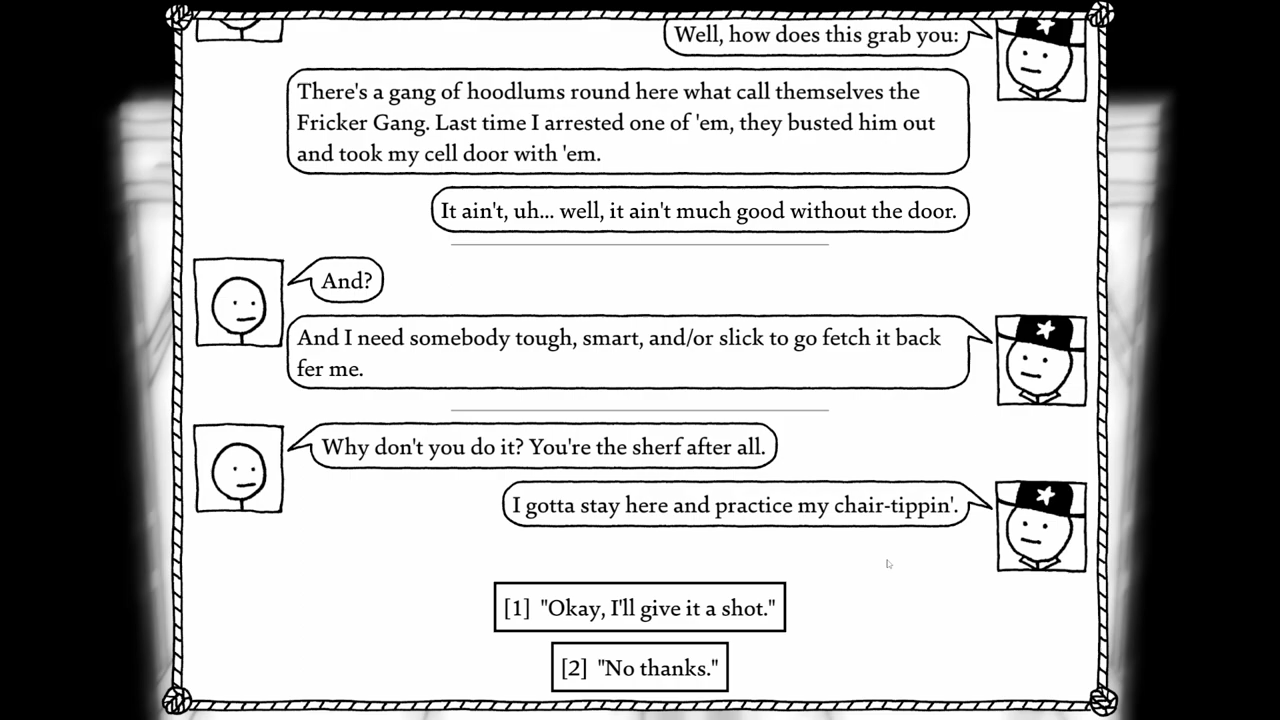 Well, how does this grab you:
There's a gang of hoodlums round here what call themselves the
Fricker Gang. Last time I arrested one of 'em, they busted him out
and took my cell door with 'em.
It ain't, uh... well, it ain't much good without the door.
And?
And I need somebody tough, smart, and/or slick to go fetch it back
fer me.
Why don't you do it? You're the sherf after all.
I gotta stay here and practice my chair-tippin'.
[1] "Okay, I'll give it a shot."
[2] "No thanks."